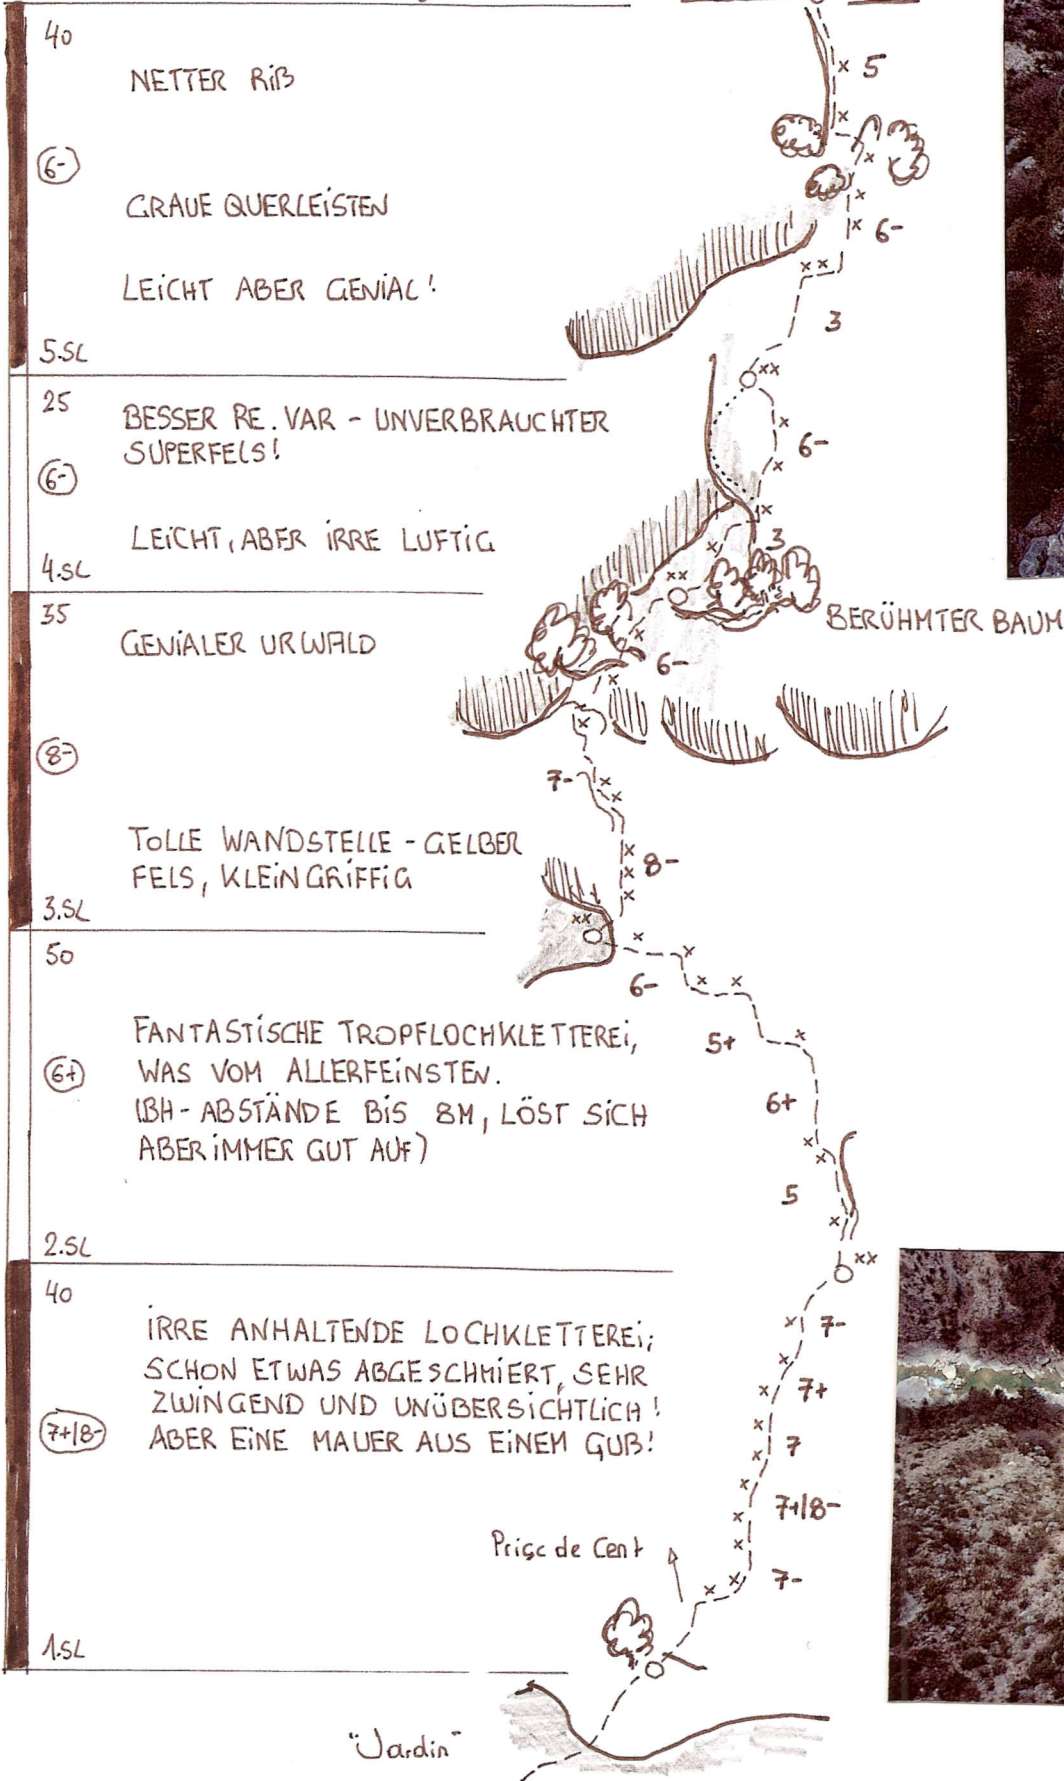 40
NETTER RIß
5
6-
GRAUE QUERLEISTEN
6-
LEICHT ABER GENIAL!
3
5.SL
25
BESSER RE. VAR - UNVERBRAUCHTER
SUPERFELS!
6-
6-
LEICHT, ABER IRRE LUFTIG
3
4.SL
35
BERÜHMTER BAUM
GENIALER URWALD
6-
8-
7-
TOLLE WANDSTELLE - GELBER
FELS, KLEINGRIFFIG
8-
3.SL
50
6-
FANTASTISCHE TROPFLOCHKLETTEREI,
5+
WAS VOM ALLERFEINSTEN.
6+
(BH-ABSTÄNDE BIS 8M, LÖST SICH
6+
ABER IMMER GUT AUF)
5
2.SL
40
IRRE ANHALTENDE LOCHKLETTEREI;
7-
SCHON ETWAS ABGESCHMIERT, SEHR
7+
ZWINGEND UND UNÜBERSICHTLICH!
7+/8-
ABER EINE MAUER AUS EINEM GUß!
7
7+/8-
Prise de Cent
7-
1.SL
"Jardin"